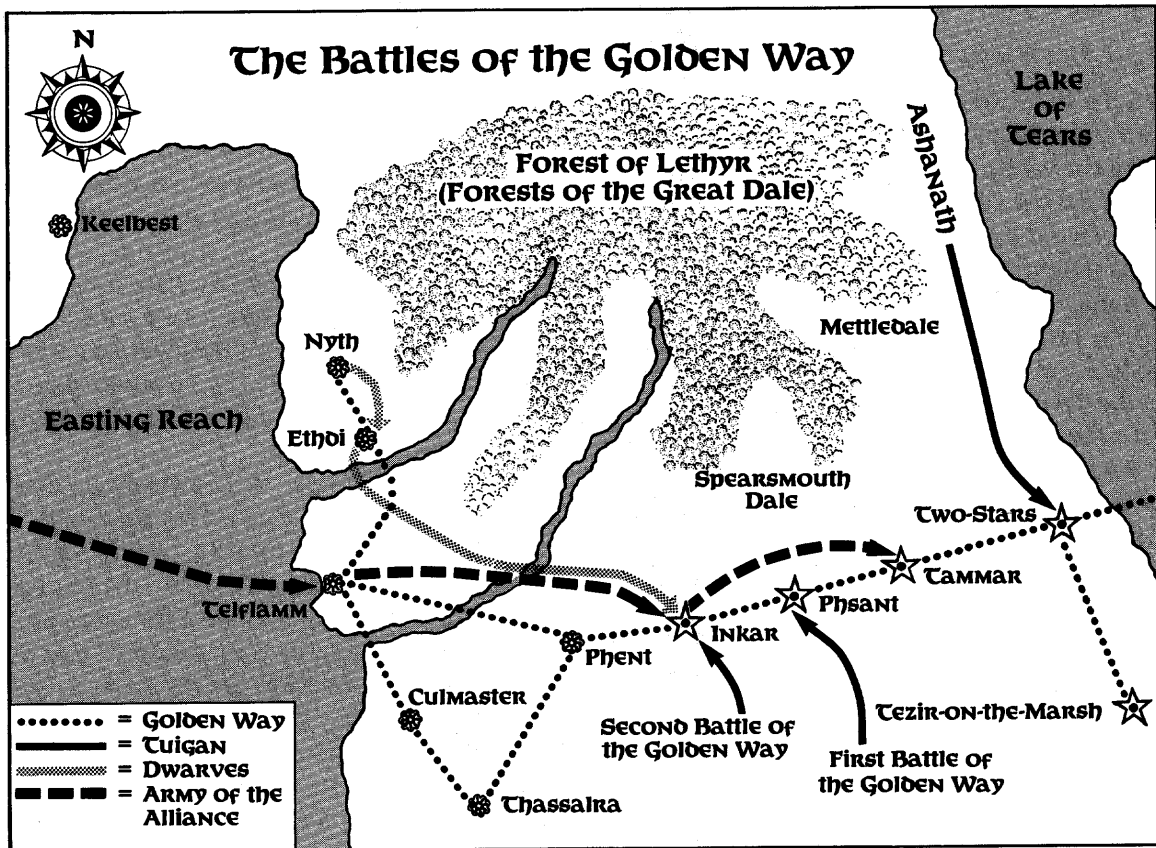 The Battles of the Golden Way
N
Lake
of
Tears
Ashanath
Forest of Lethyr
(Forests of the Great Dale)
Keelbest
Mettledale
Nyth
Easting Reach
Ethdi
Spearsmouth
Dale
Two-Stars
Telflamm
Tammar
Phsant
Inkar
Phent
Culmaster
Tezir-on-the-Marsh
Second Battle of
the Golden Way
First Battle of
the Golden Way
Thassalra
= Golden Way
= Tuigan
= Dwarves
= Army of the
Alliance